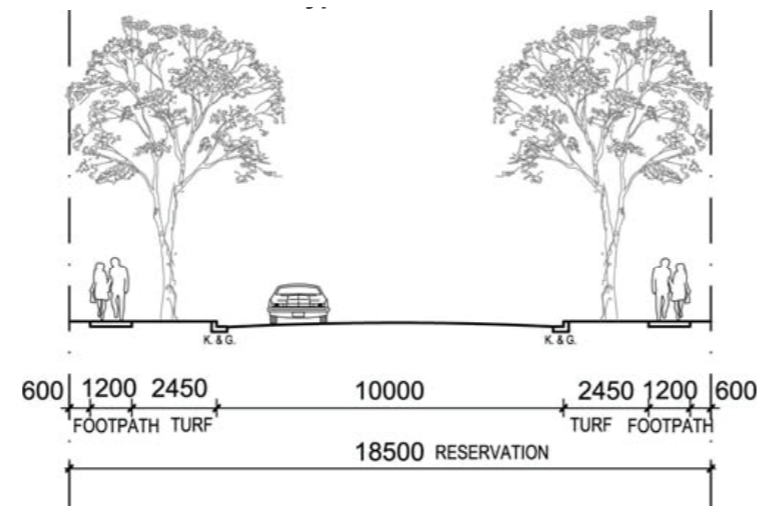 K. & G. K. & G.
600 1200 2450 10000 2450 1200 600
FOOTPATH TURF TURF FOOTPATH
18500 RESERVATION